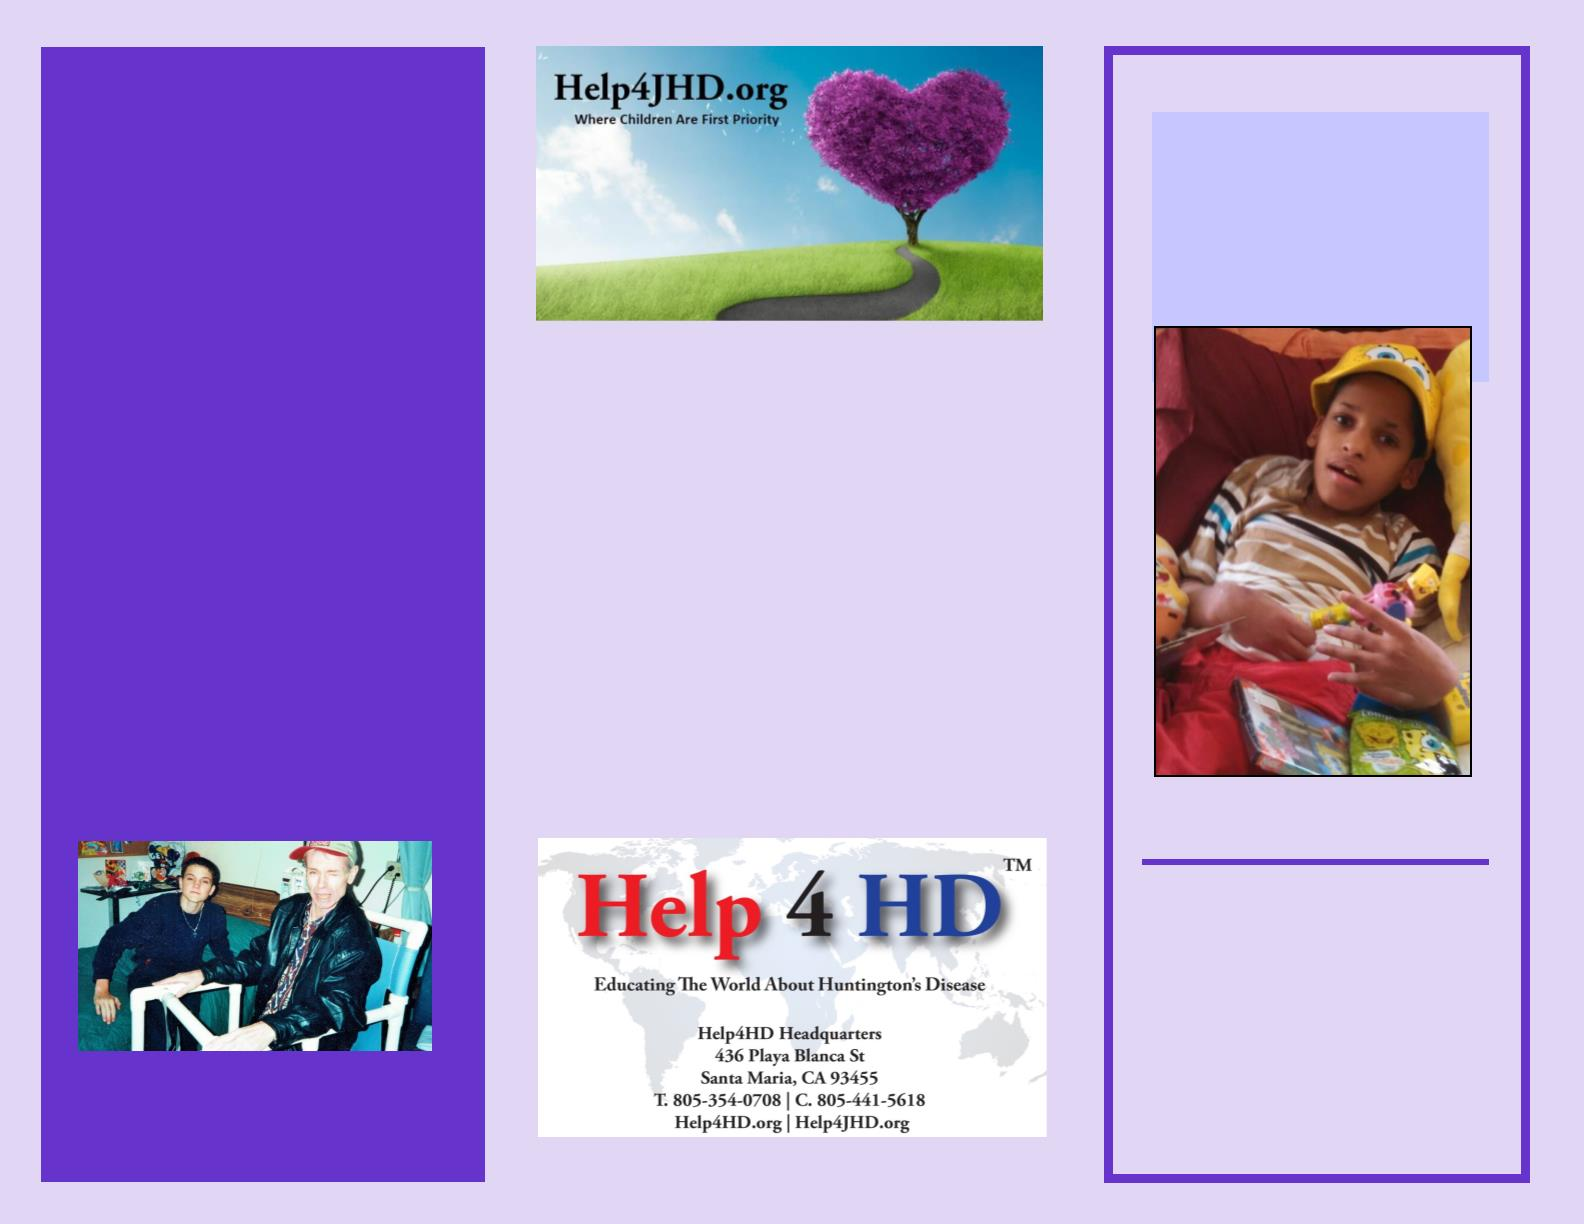 Help4JHD.org
Where Children Are First Priority
Help 4 HD TM
Educating The World About Huntington's Disease
Help4HD Headquarters
436 Playa Blanca St
Santa Maria, CA 93455
T. 805-354-0708 | C. 805-441-5618
Help4HD.org | Help4JHD.org